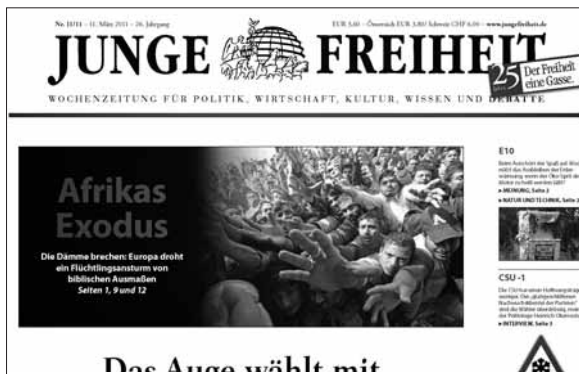 Nr. 11/11 – 11. März 2011 – 26. Jahrgang
EUR 3,60 – Österreich EUR 3,80/ Schweiz CHF 6,00 – www.jungefreiheit.de
JUNGE FREIHEIT
25 Jahre
Der Freiheit
eine Gasse.
WOCHENZEITUNG FÜR POLITIK, WIRTSCHAFT, KULTUR, WISSEN UND DEBATTE
Afrikas
Exodus
Die Dämme brechen: Europa droht
ein Flüchtlingsansturm von
biblischen Ausmaßen
Seiten 1, 9 und 12
E10
▸ MEINUNG, Seite 2
▸ NATUR UND TECHNIK, Seite 2
CSU -1
▸ INTERVIEW, Seite 3
Das Auge wählt mit